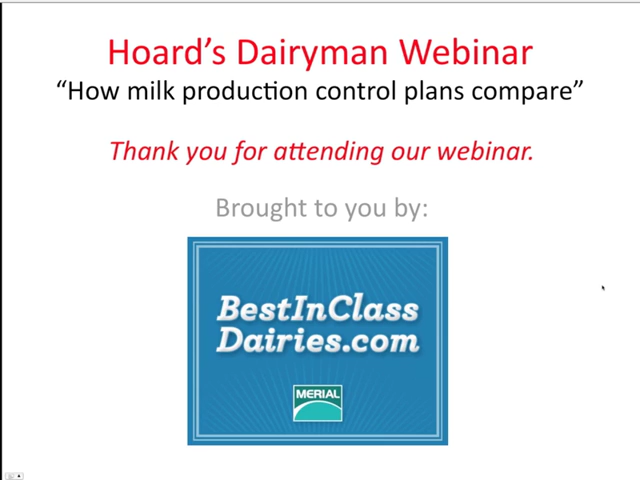 Hoard's Dairyman Webinar
“How milk production control plans compare”
Thank you for attending our webinar.
Brought to you by:
BestInClass
Dairies.com
MERIAL